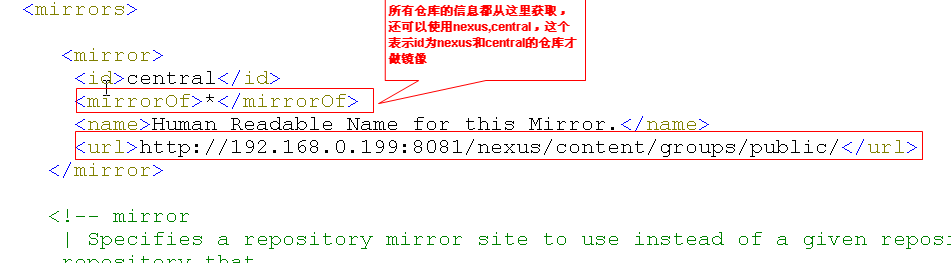 <mirrors>
所有仓库的信息都从这里获取，
还可以使用nexus,central，这个
表示id为nexus和central的仓库才
做镜像
<mirror>
<id>central</id>
<mirrorOf>*</mirrorOf>
<name>Human Readable Name for this Mirror.</name>
<url>http://192.168.0.199:8081/nexus/content/groups/public/</url>
</mirror>
<!-- mirror
| Specifies a repository mirror site to use instead of a given reposi
repository that